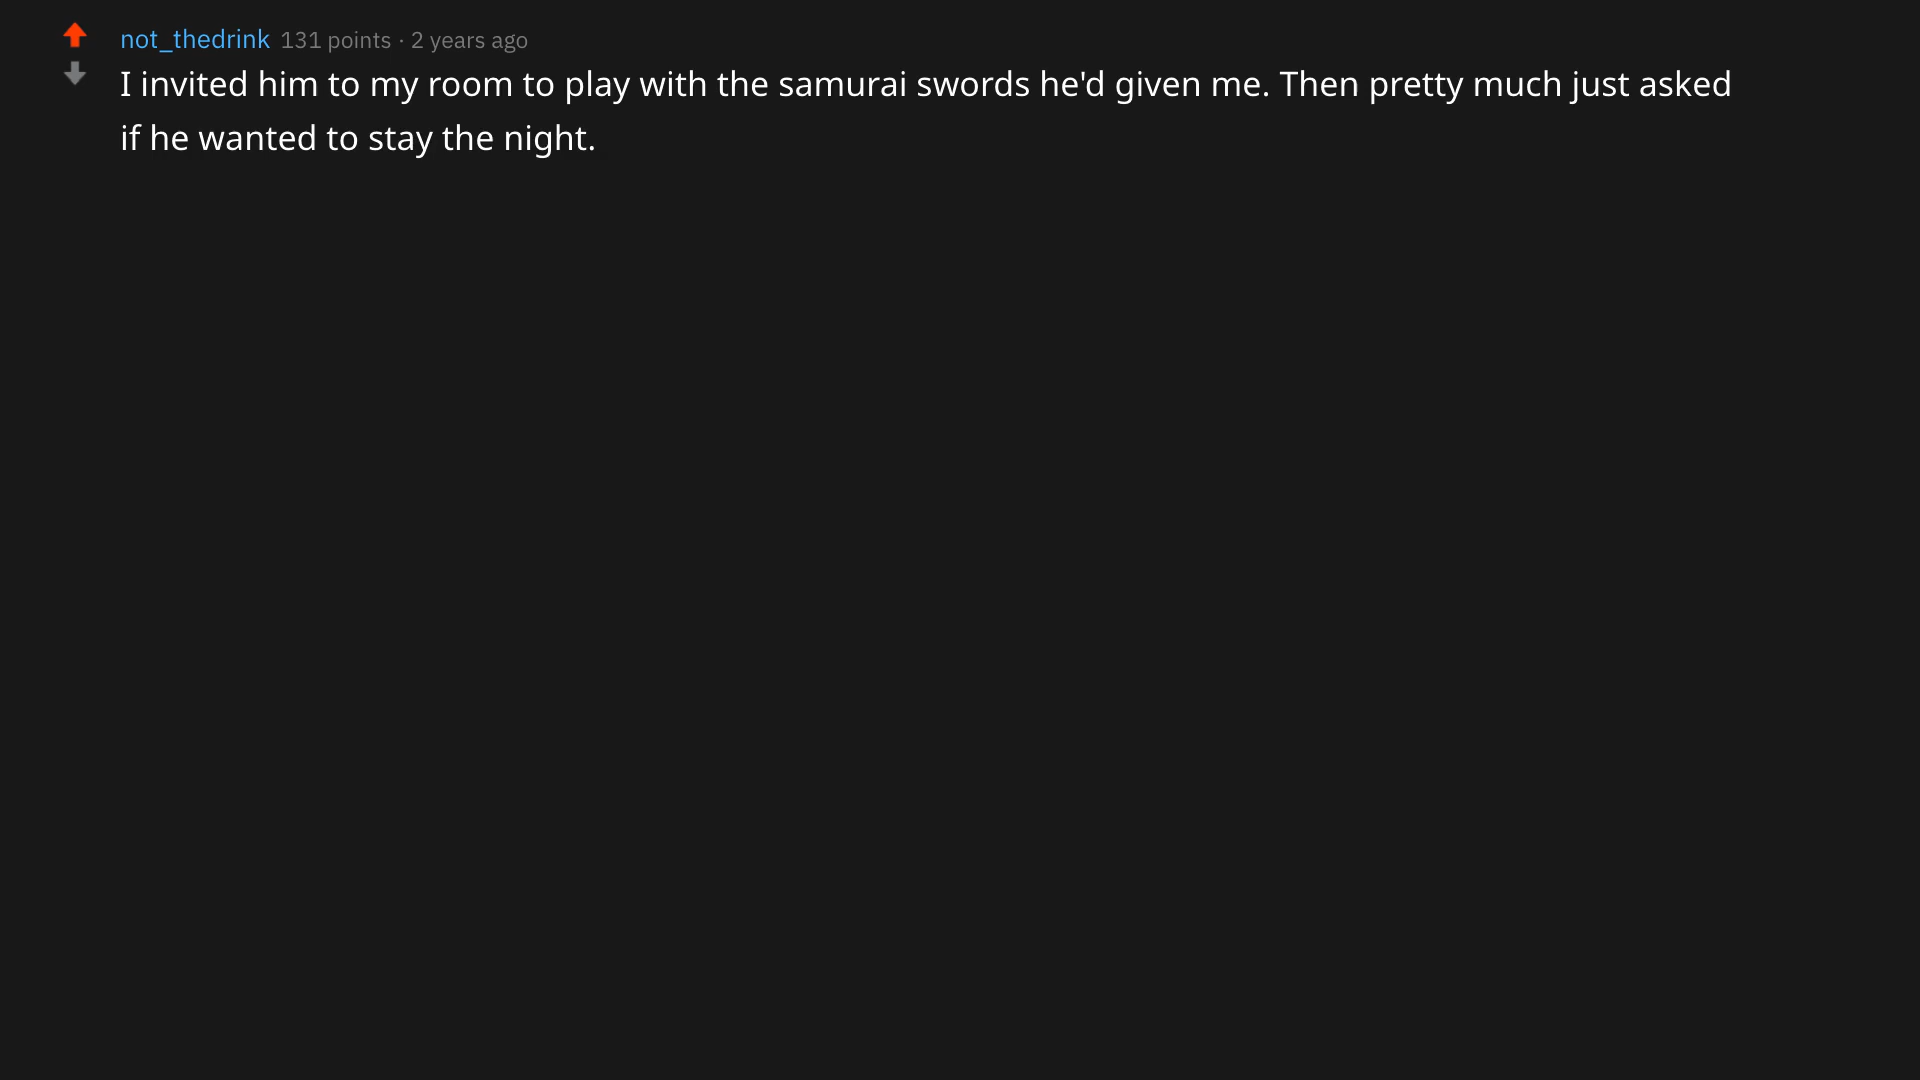 not_thedrink 131 points · 2 years ago
I invited him to my room to play with the samurai swords he'd given me. Then pretty much just asked
if he wanted to stay the night.